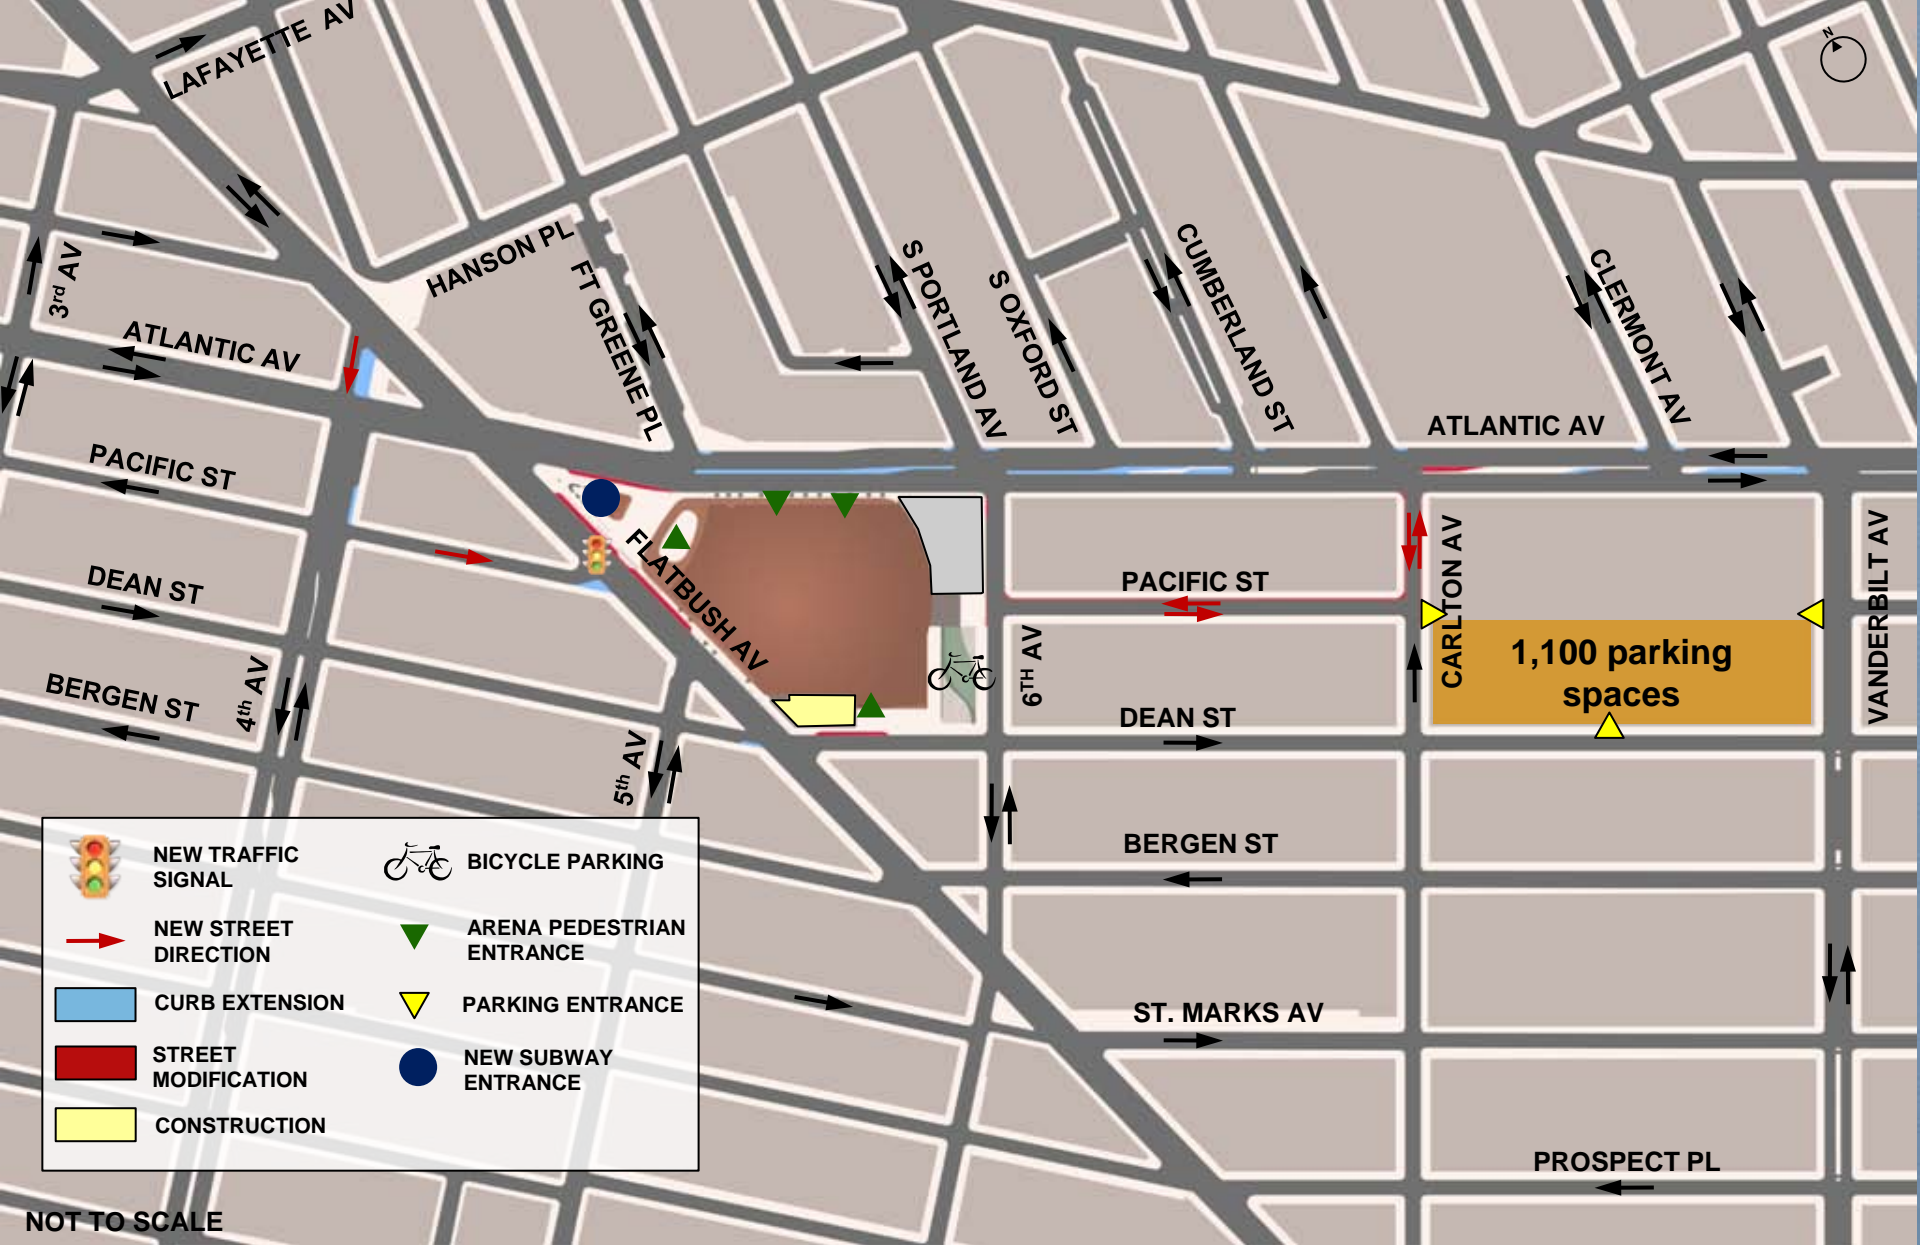 LAFAYETTE AV
N
HANSON PL
3rd AV
ATLANTIC AV
FT GREENE PL
S PORTLAND AV
S OXFORD ST
CUMBERLAND ST
CLERMONT AV
ATLANTIC AV
PACIFIC ST
DEAN ST
BERGEN ST
4th AV
5th AV
FLATBUSH AV
6TH AV
PACIFIC ST
CARLTON AV
VANDERBILT AV
1,100 parking
spaces
DEAN ST
BERGEN ST
ST. MARKS AV
PROSPECT PL
NEW TRAFFIC
SIGNAL
NEW STREET
DIRECTION
CURB EXTENSION
STREET
MODIFICATION
CONSTRUCTION
BICYCLE PARKING
ARENA PEDESTRIAN
ENTRANCE
PARKING ENTRANCE
NEW SUBWAY
ENTRANCE
NOT TO SCALE